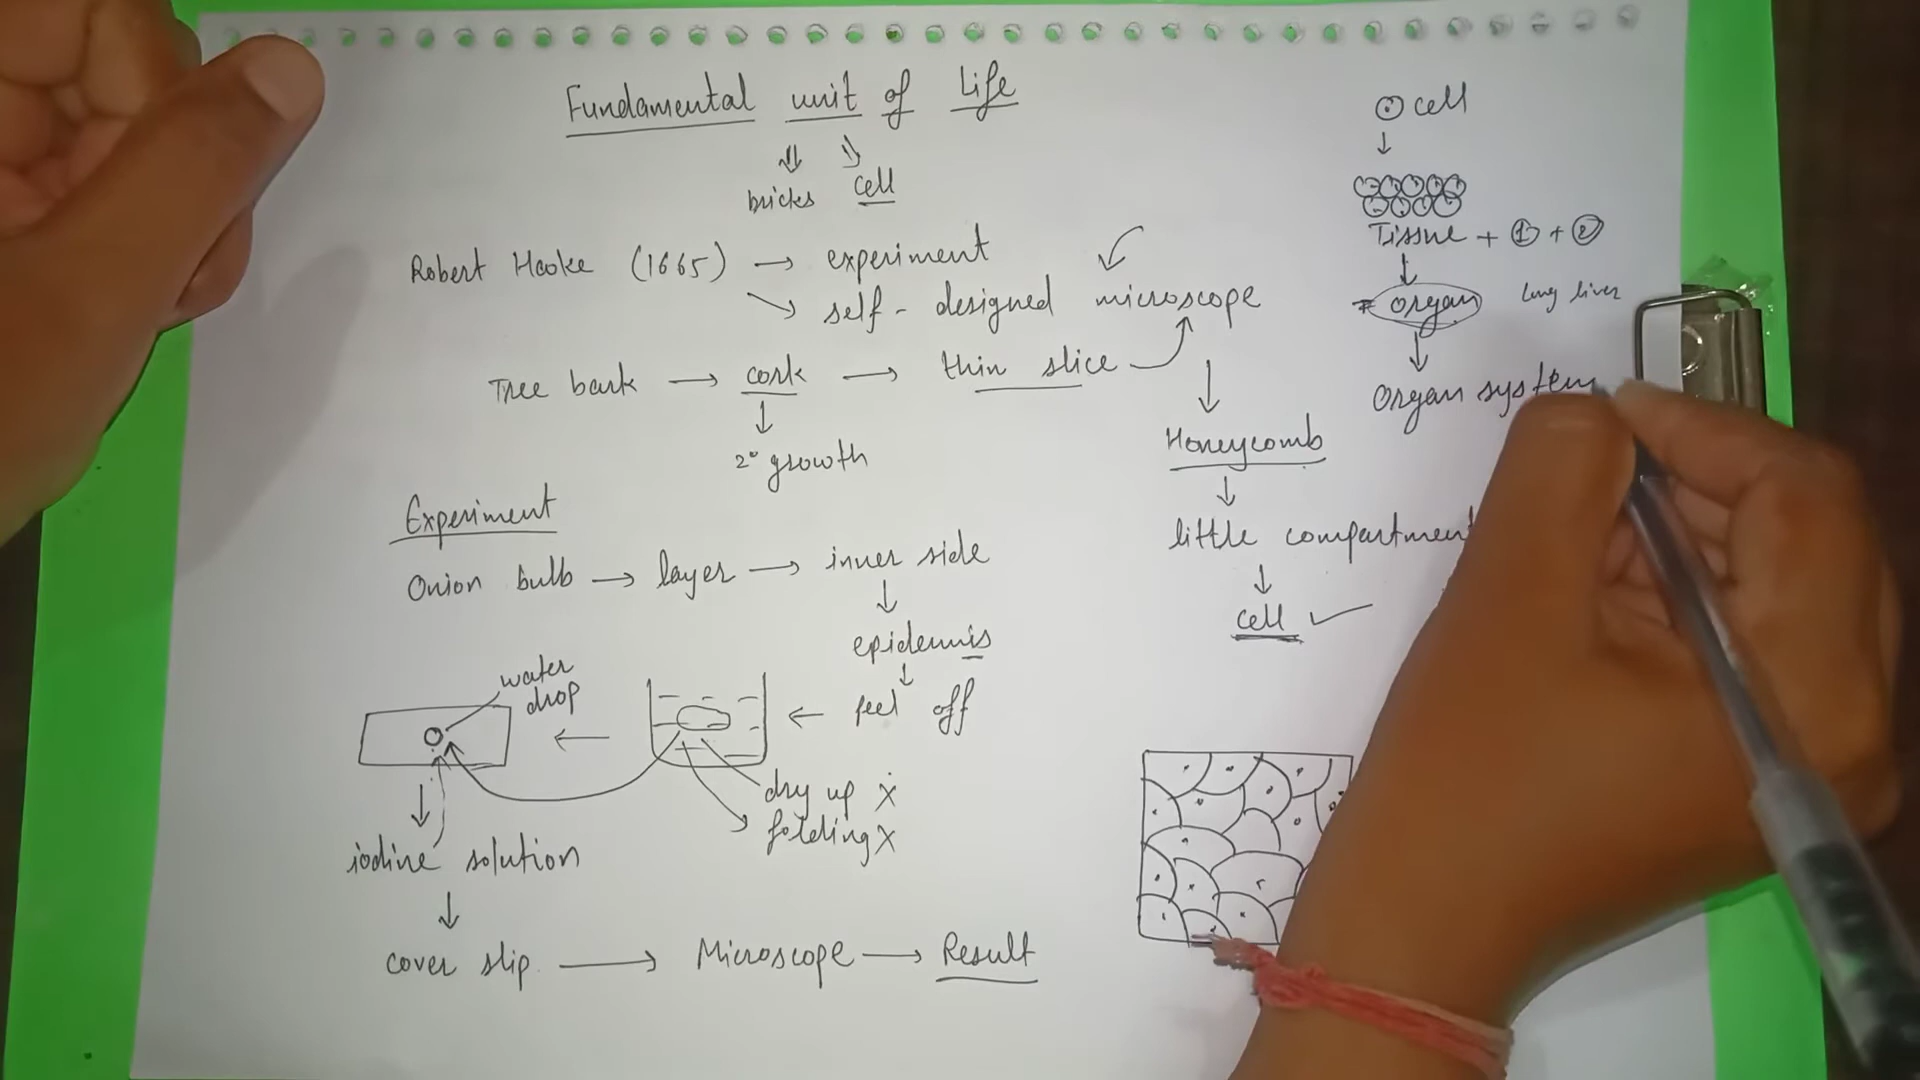 Fundamental unit of Life
bricks cell
Robert Hooke (1665) → experiment
→ self-designed microscope
Tree bark → cork → thin slice
2° growth
Honeycomb
little compartment
cell ✓
Experiment
Onion bulb → layer → inner side
epidermis
peel off
water
drop
dry up ×
folding ×
iodine solution
cover slip → Microscope → Result
cell
Tissue + 1 + 2
organ lung liver
Organ system